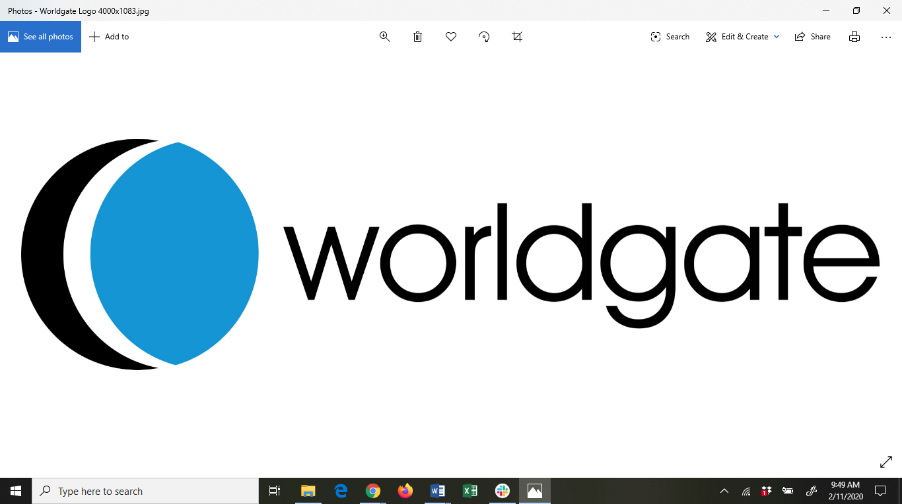 Photos - Worldgate Logo 4000x1083.jpg
See all photos
Add to
Search
Edit & Create
Share
worldgate
Type here to search
9:49 AM
2/11/2020